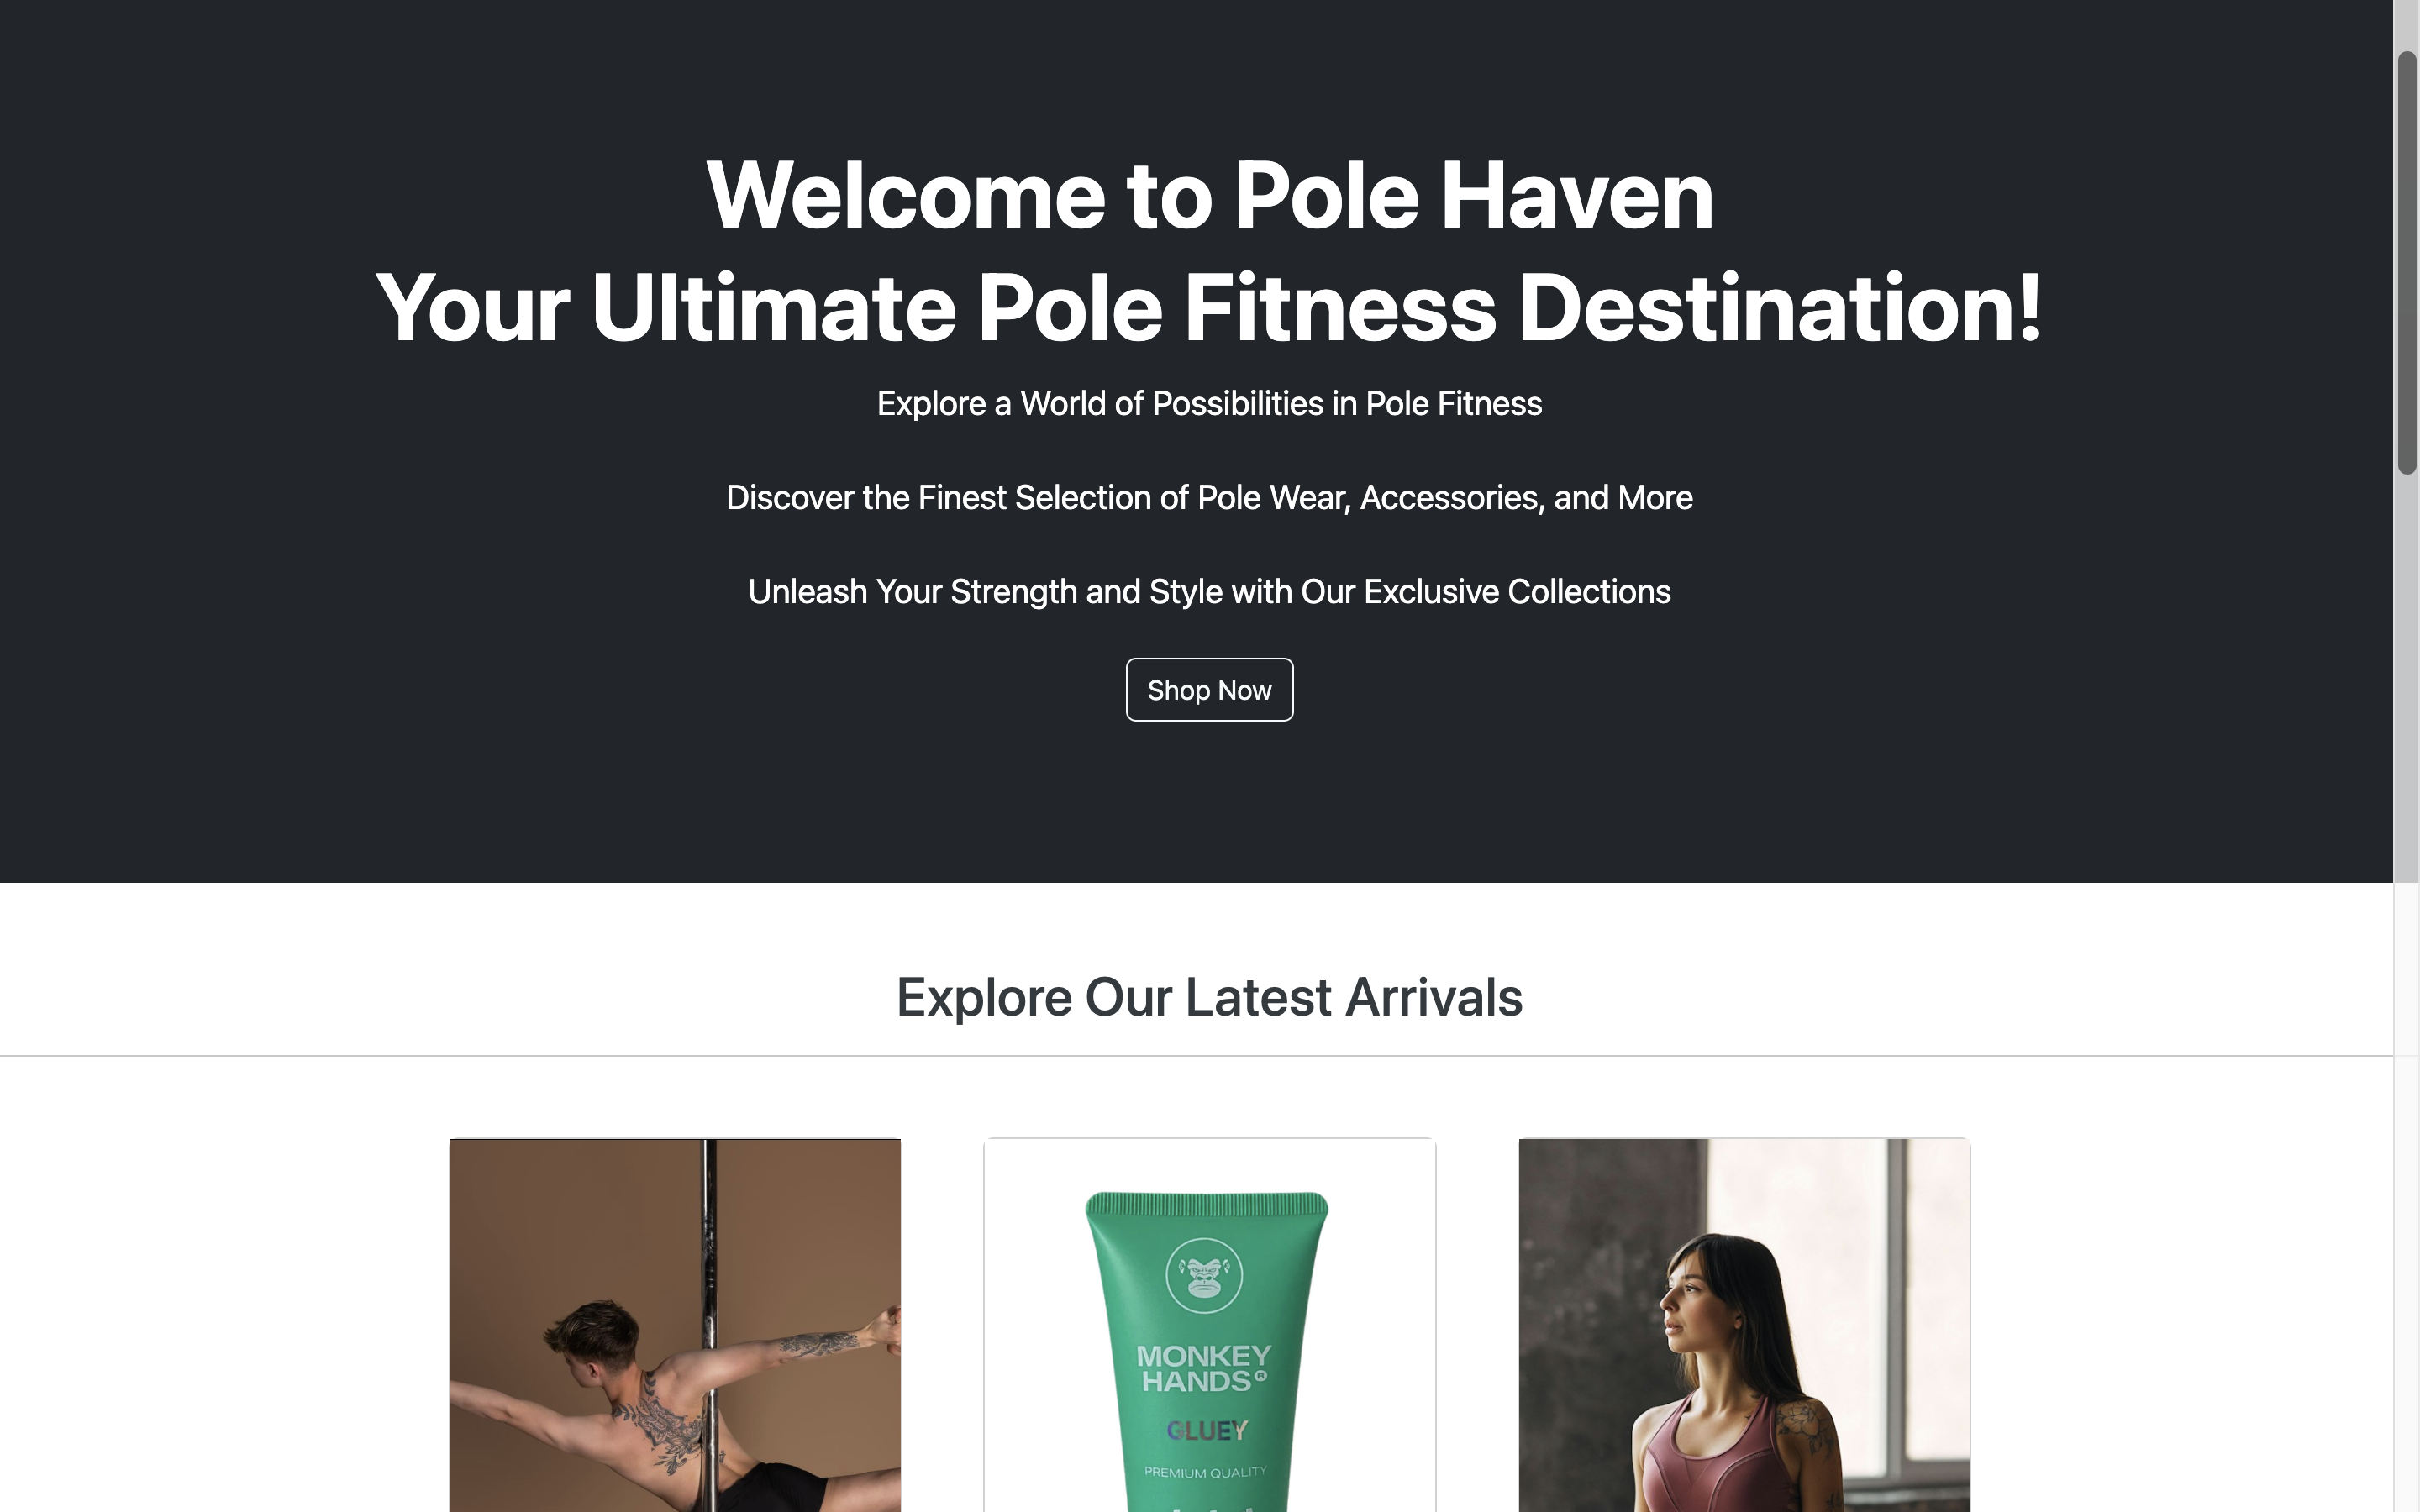 Welcome to Pole Haven
Your Ultimate Pole Fitness Destination!
Explore a World of Possibilities in Pole Fitness
Discover the Finest Selection of Pole Wear, Accessories, and More
Unleash Your Strength and Style with Our Exclusive Collections
Shop Now
Explore Our Latest Arrivals
MONKEY
HANDS®
GLUEY
PREMIUM QUALITY